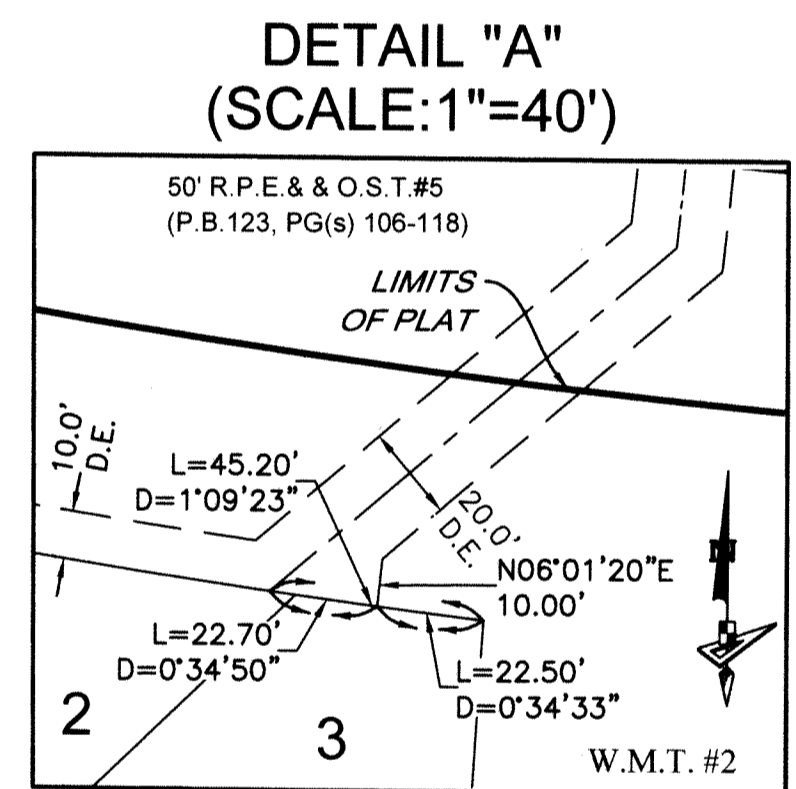 DETAIL "A"
(SCALE:1"=40')
50' R.P.E.& & O.S.T.#5
(P.B.123, PG(s) 106-118)
LIMITS
OF PLAT
10.0'
D.E.
L=45.20'
D=1°09'23"
20.0'
D.E.
N06°01'20"E
10.00'
L=22.70'
D=0°34'50"
L=22.50'
D=0°34'33"
N
2
3
W.M.T. #2